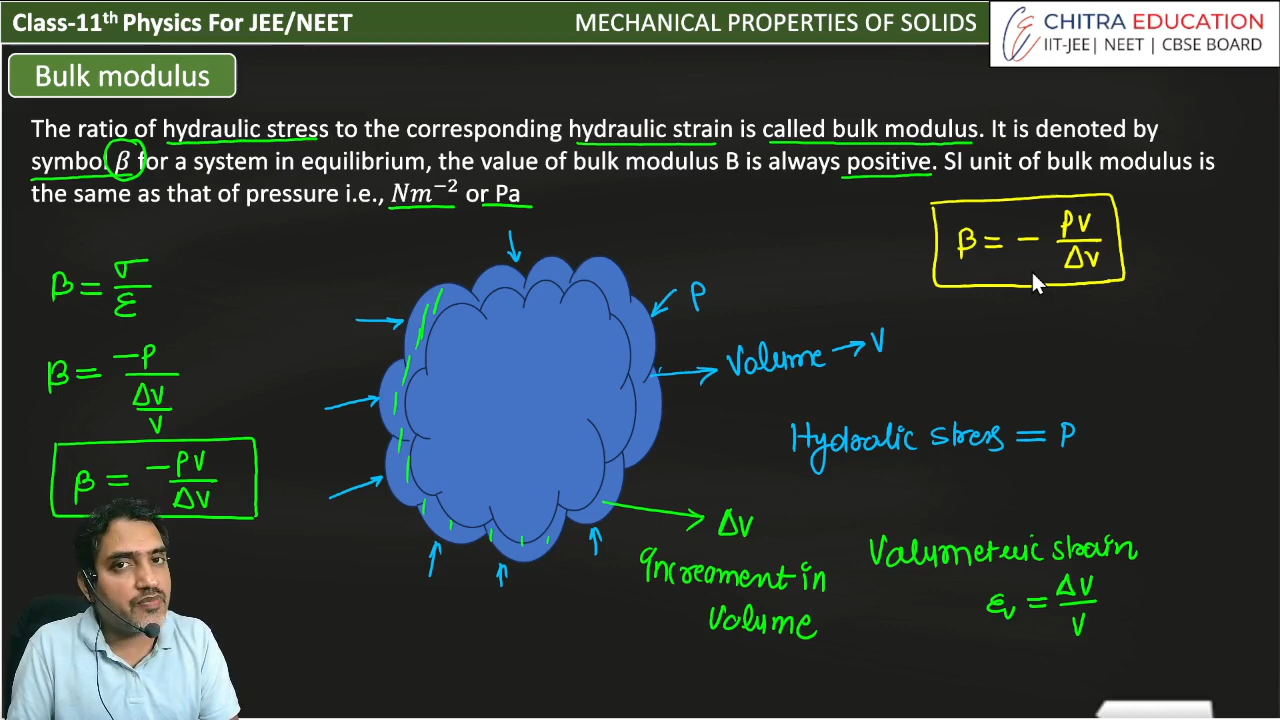 Class-11th Physics For JEE/NEET
MECHANICAL PROPERTIES OF SOLIDS
CHITRA EDUCATION
IIT-JEE| NEET | CBSE BOARD
Bulk modulus
The ratio of hydraulic stress to the corresponding hydraulic strain is called bulk modulus. It is denoted by
symbol β for a system in equilibrium, the value of bulk modulus B is always positive. SI unit of bulk modulus is
the same as that of pressure i.e., Nm⁻² or Pa
β = - PV/ΔV
β = σ/ε
P
Volume → V
β = -P/(ΔV/V)
Hydralic stress = P
β = -PV/ΔV
ΔV
Increament in
Volume
Valumetric strain
εv = ΔV/V